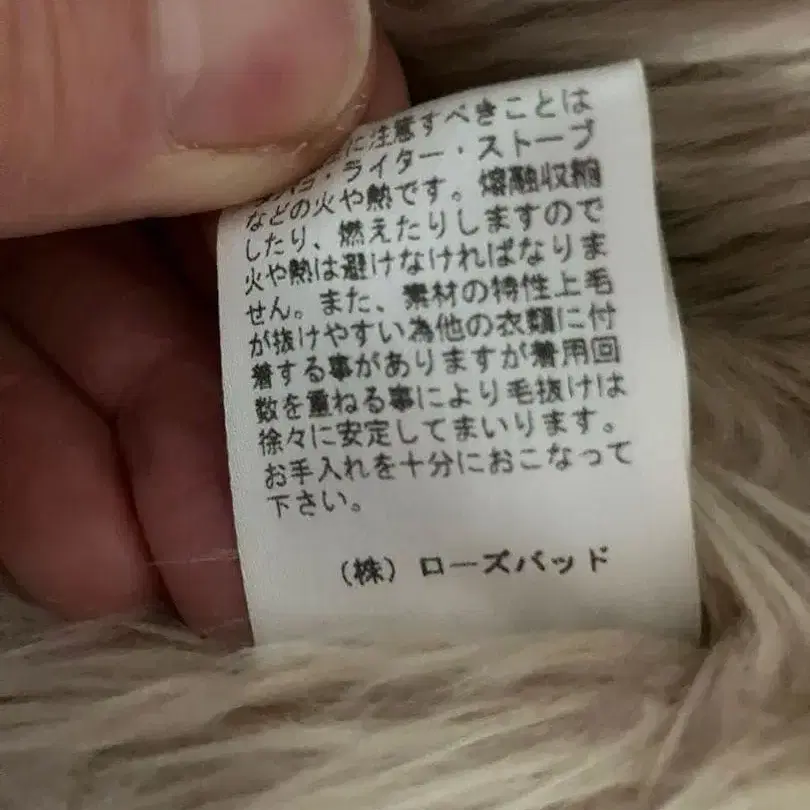 に注意すべきことは
タバコ・ライター・ストーブ
などの火や熱です。熔融収縮
したり、燃えたりしますので
火や熱は避けなければなりま
せん。また、素材の特性上毛
が抜けやすい為他の衣類に付
着する事がありますが着用回
数を重ねる事により毛抜けは
徐々に安定してまいります。
お手入れを十分におこなって
下さい。
(株)ローズバッド